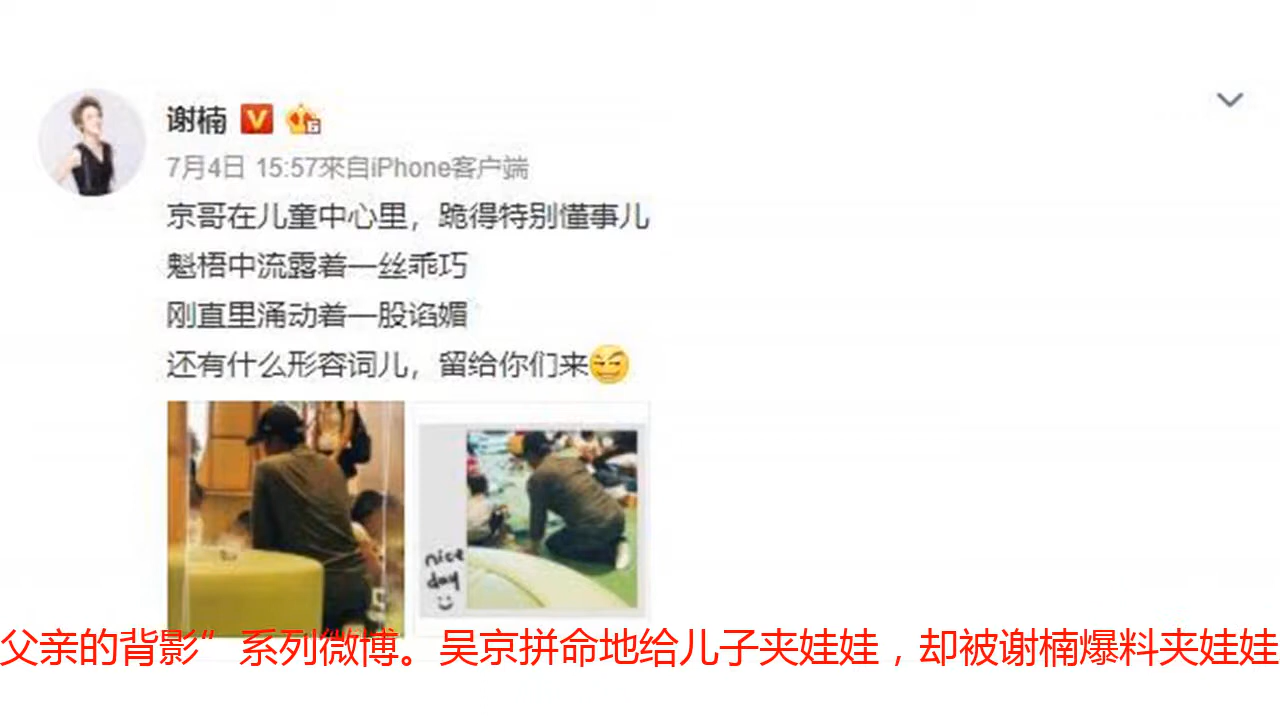 谢楠
7月4日 15:57來自iPhone客户端
京哥在儿童中心里，跪得特别懂事儿
魁梧中流露着一丝乖巧
刚直里涌动着一股谄媚
还有什么形容词儿，留给你们来
nice
day
父亲的背影”系列微博。吴京拼命地给儿子夹娃娃，却被谢楠爆料夹娃娃